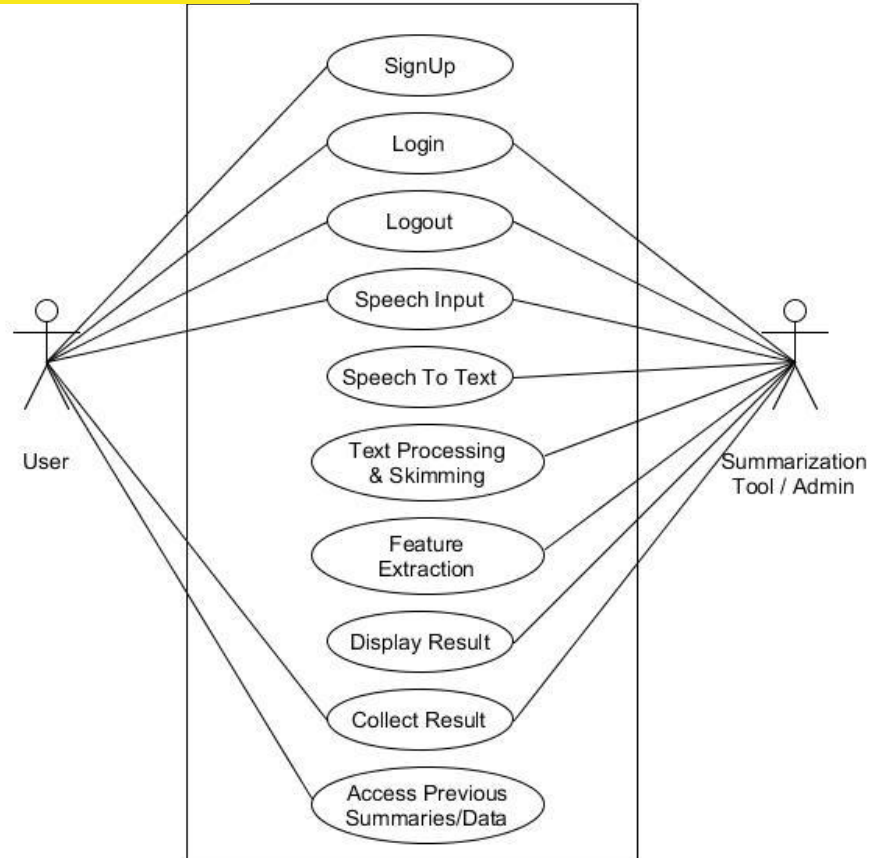 SignUp
Login
Logout
Speech Input
Speech To Text
User
Text Processing
& Skimming
Summarization
Tool / Admin
Feature
Extraction
Display Result
Collect Result
Access Previous
Summaries/Data